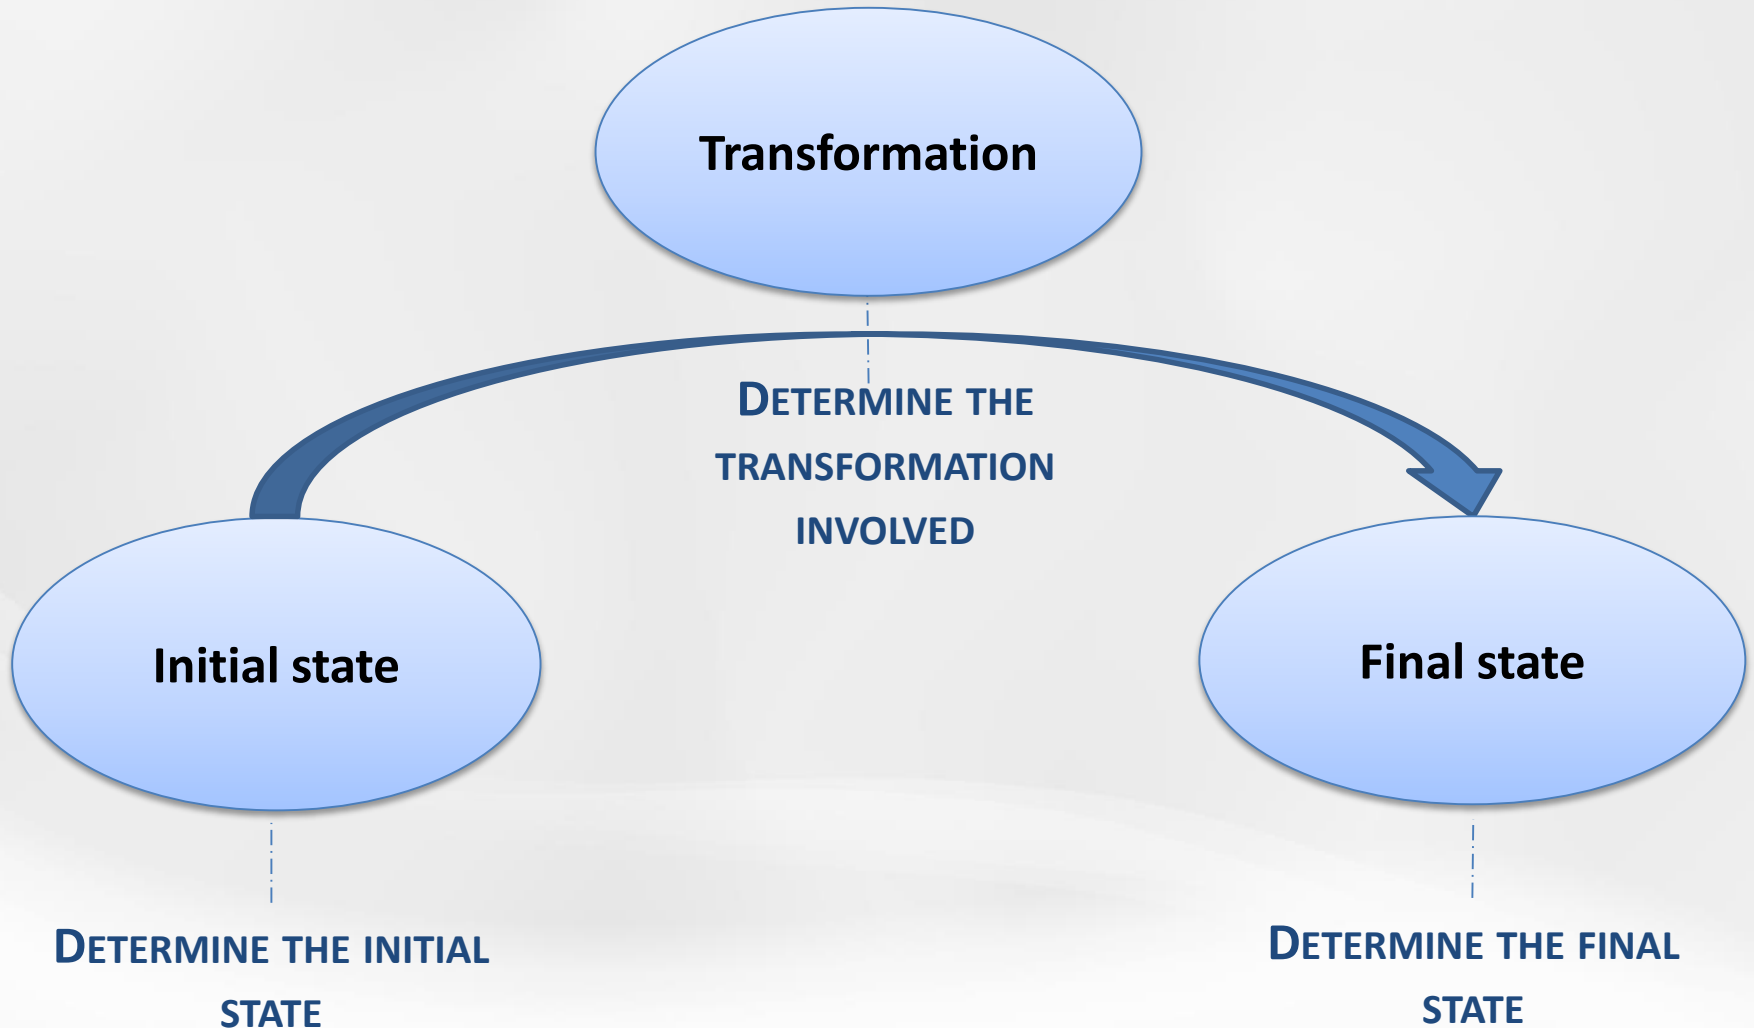 Transformation
DETERMINE THE
TRANSFORMATION
INVOLVED
Initial state
Final state
DETERMINE THE INITIAL
STATE
DETERMINE THE FINAL
STATE